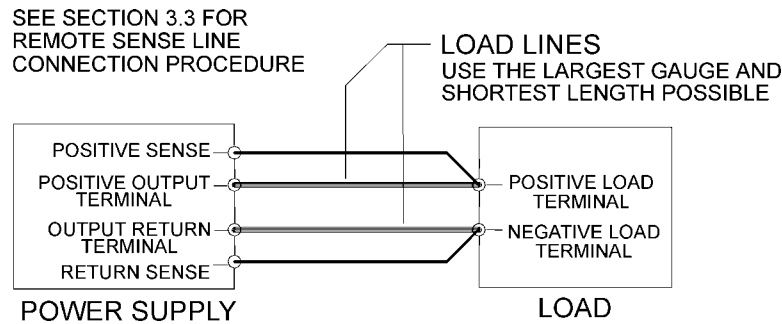 SEE SECTION 3.3 FOR
REMOTE SENSE LINE
CONNECTION PROCEDURE
LOAD LINES
USE THE LARGEST GAUGE AND
SHORTEST LENGTH POSSIBLE
POSITIVE SENSE
POSITIVE OUTPUT
TERMINAL
OUTPUT RETURN
TERMINAL
RETURN SENSE
POSITIVE LOAD
TERMINAL
NEGATIVE LOAD
TERMINAL
POWER SUPPLY
LOAD